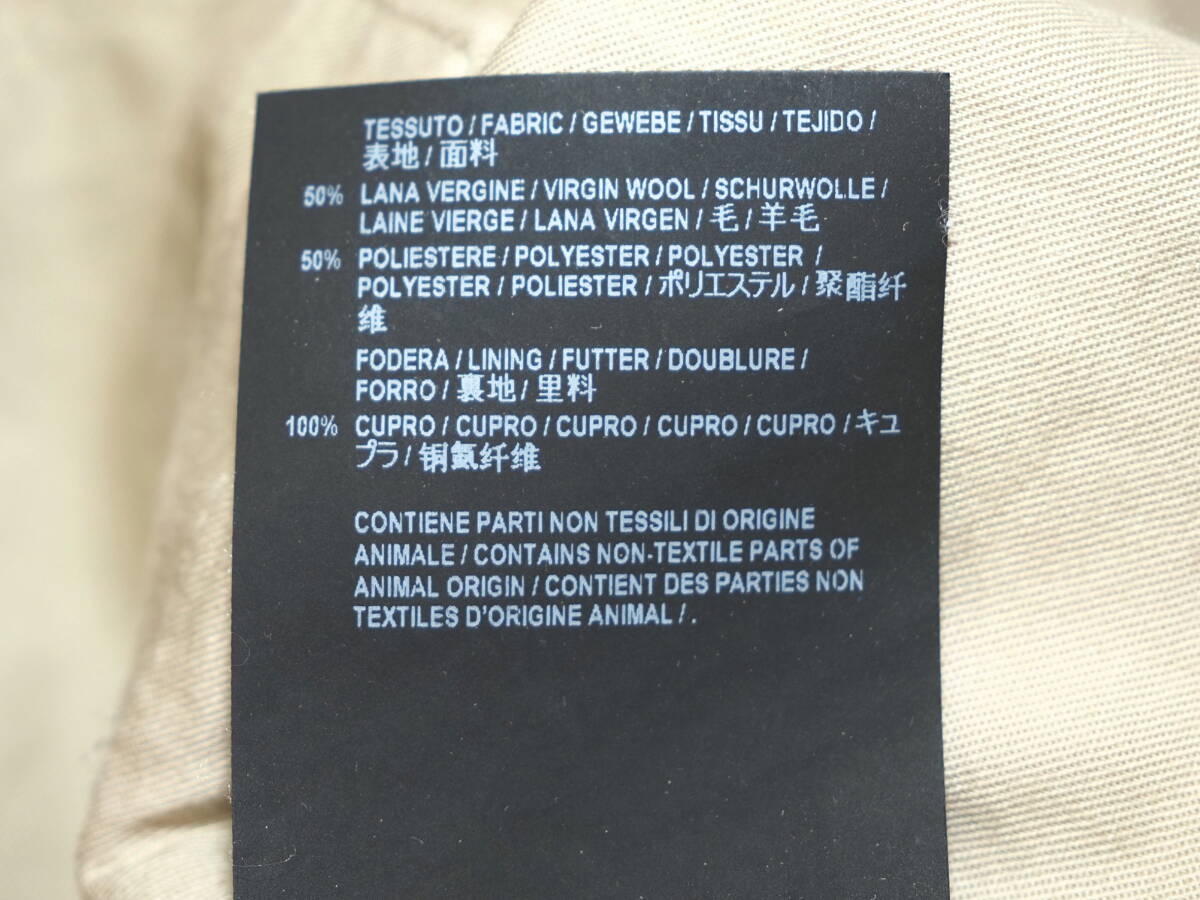 TESSUTO / FABRIC / GEWEBE / TISSU / TEJIDO /
表地 / 面料
50% LANA VERGINE / VIRGIN WOOL / SCHURWOLLE /
LAINE VIERGE / LANA VIRGEN / 毛 / 羊毛
50% POLIESTERE / POLYESTER / POLYESTER /
POLYESTER / POLIESTER / ポリエステル / 聚酯纤
维
FODERA / LINING / FUTTER / DOUBLURE /
FORRO / 裏地 / 里料
100% CUPRO / CUPRO / CUPRO / CUPRO / CUPRO / キュ
プラ / 铜氨纤维
CONTIENE PARTI NON TESSILI DI ORIGINE
ANIMALE / CONTAINS NON-TEXTILE PARTS OF
ANIMAL ORIGIN / CONTIENT DES PARTIES NON
TEXTILES D'ORIGINE ANIMAL / .